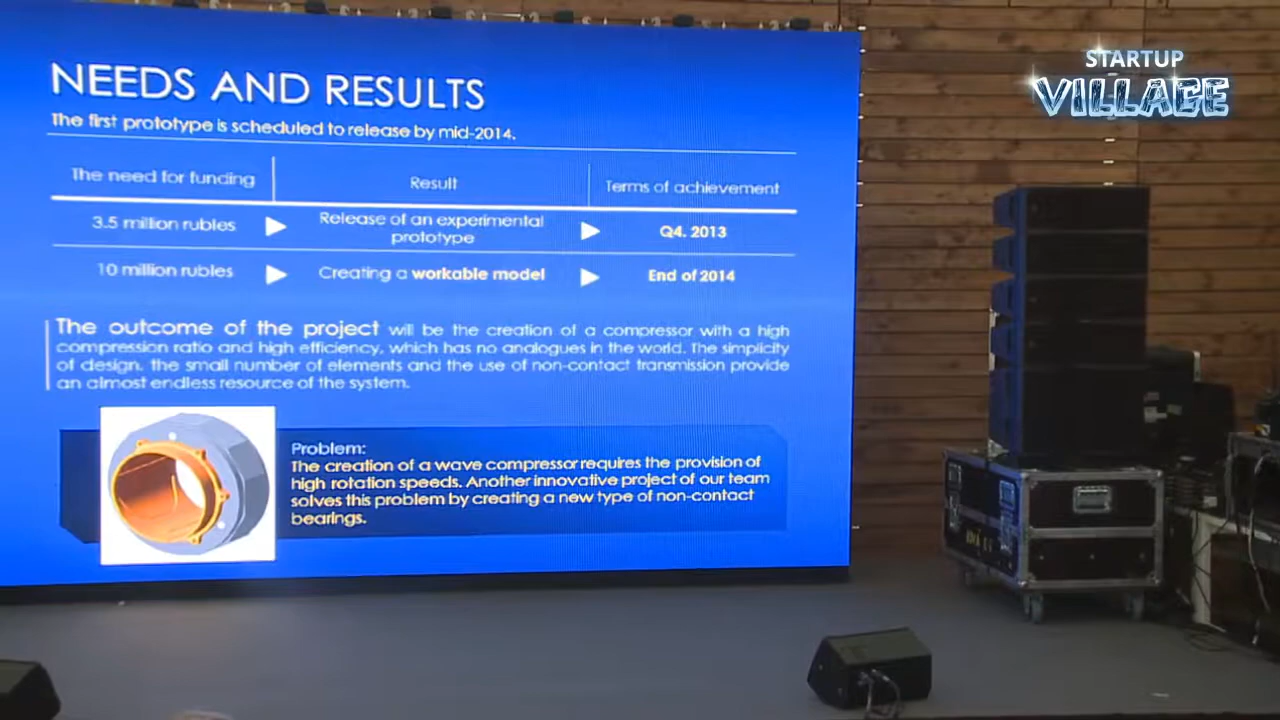 STARTUP
VILLAGE
NEEDS AND RESULTS
The first prototype is scheduled to release by mid-2014.
The need for funding
Result
Terms of achievement
3.5 million rubles
Release of an experimental
prototype
Q4. 2013
10 million rubles
Creating a workable model
End of 2014
The outcome of the project will be the creation of a compressor with a high
compression ratio and high efficiency, which has no analogues in the world. The simplicity
of design, the small number of elements and the use of non-contact transmission provide
an almost endless resource of the system.
Problem:
The creation of a wave compressor requires the provision of
high rotation speeds. Another innovative project of our team
solves this problem by creating a new type of non-contact
bearings.